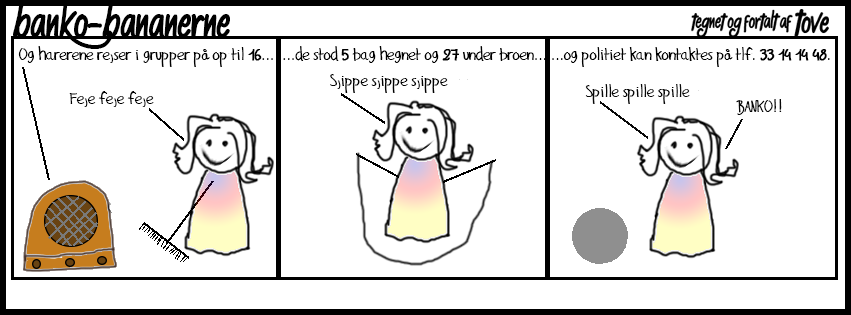 banko-bananerne
tegnet og fortalt af Tove
Og harerene rejser i grupper på op til 16...
Feje feje feje
...de stod 5 bag hegnet og 27 under broen...
Sjippe sjippe sjippe
...og politiet kan kontaktes på tlf. 33 14 14 48.
Spille spille spille
BANKO!!